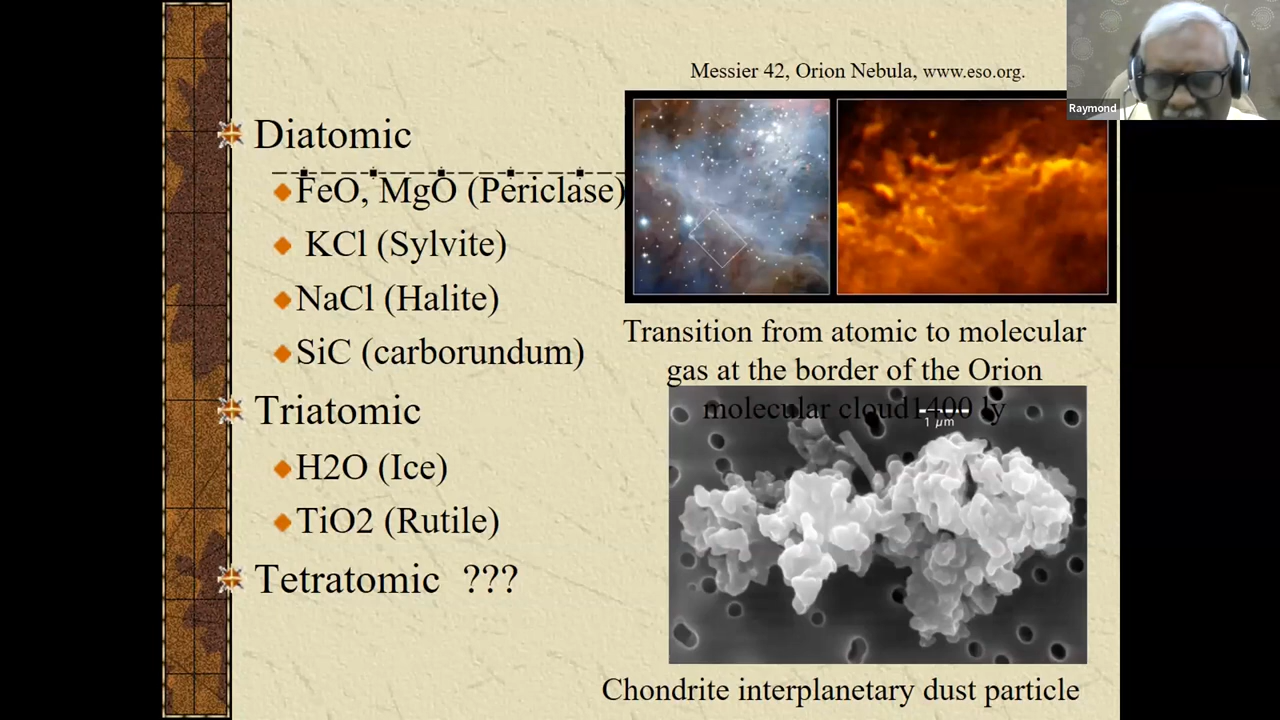 Messier 42, Orion Nebula, www.eso.org.
Raymond
Diatomic
FeO, MgO (Periclase)
KCl (Sylvite)
NaCl (Halite)
SiC (carborundum)
Triatomic
H2O (Ice)
TiO2 (Rutile)
Tetratomic ???
Transition from atomic to molecular
gas at the border of the Orion
molecular cloud1400 ly
1 µm
Chondrite interplanetary dust particle